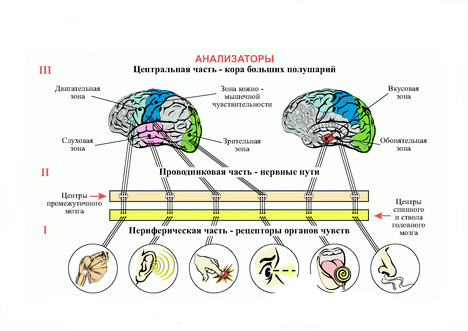 АНАЛИЗАТОРЫ
III
Центральная часть - кора больших полушарий
Двигательная
зона
Зона кожно -
мышечной
чувствительности
Вкусовая
зона
Слуховая
зона
Зрительная
зона
Обонятельная
зона
II
Проводниковая часть - нервные пути
Центры
промежуточного
мозга
Центры
спинного
и ствола
головного
мозга
I
Периферическая часть - рецепторы органов чувств